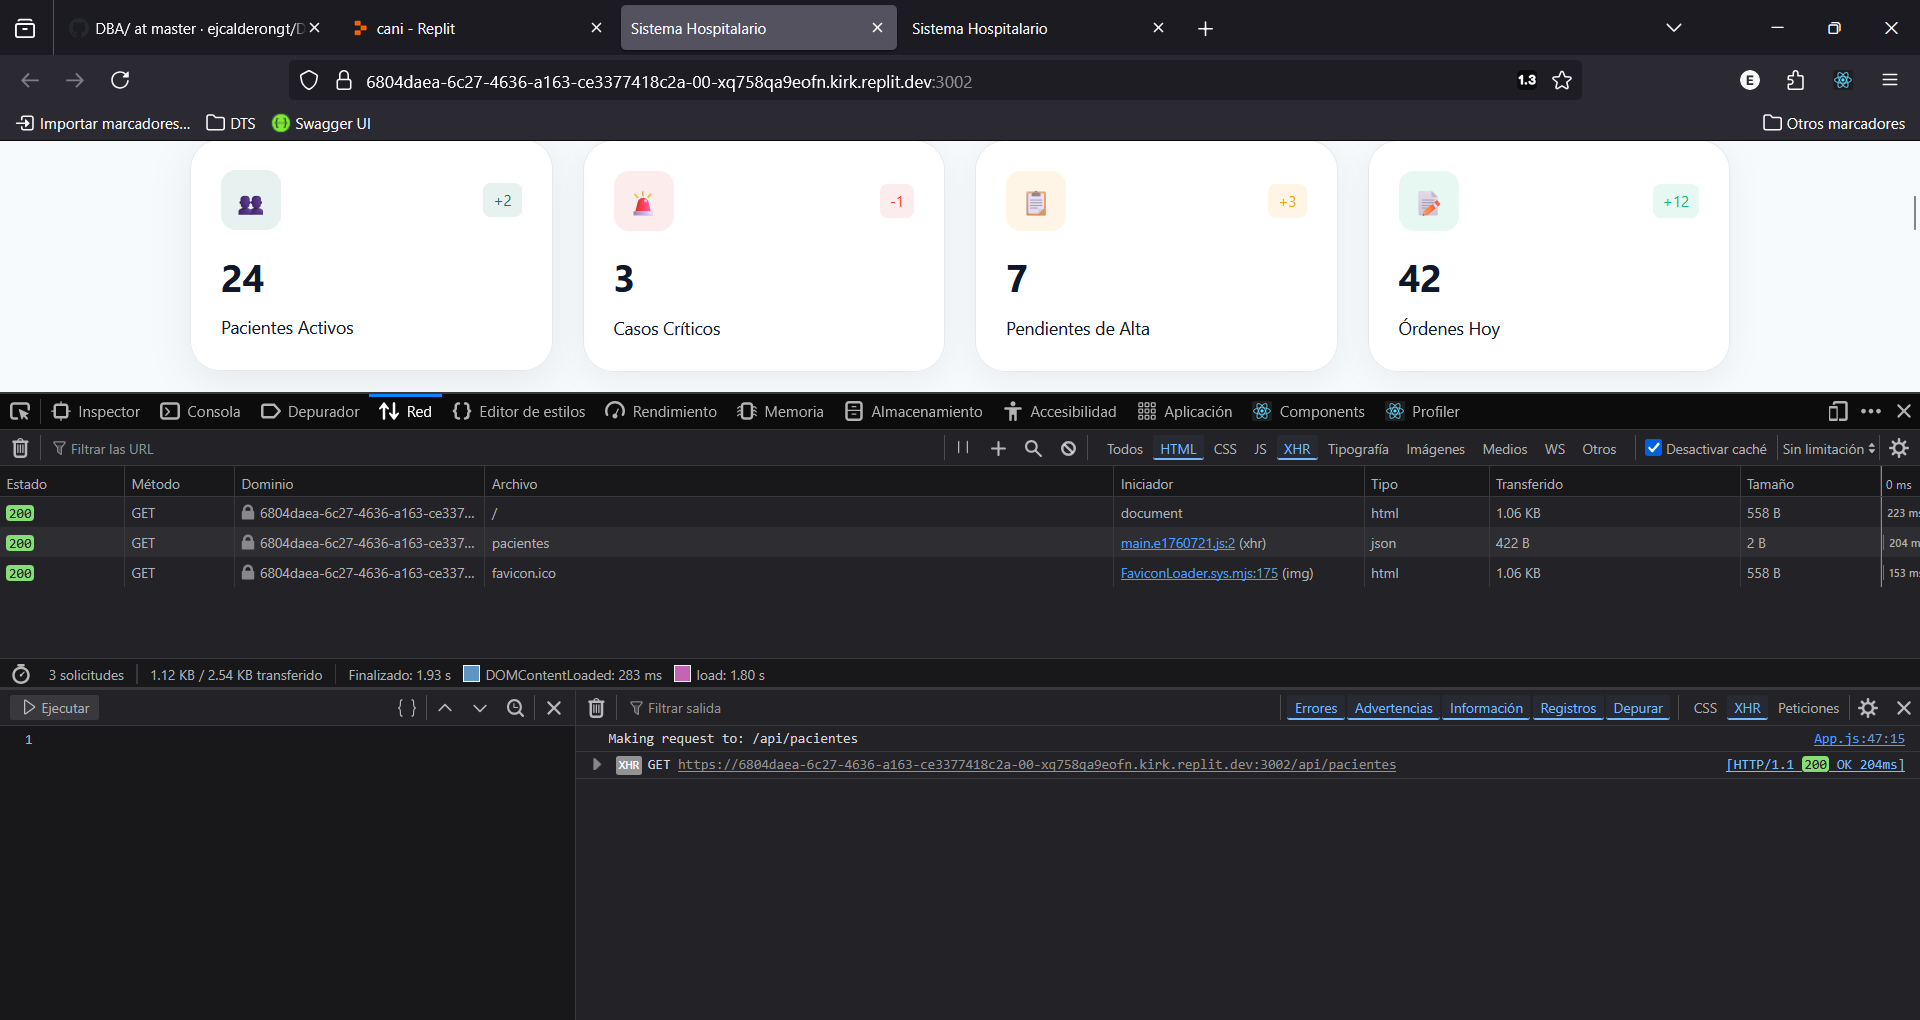 DBA/ at master · ejcalderongt/D
cani - Replit
Sistema Hospitalario
Sistema Hospitalario
6804daea-6c27-4636-a163-ce3377418c2a-00-xq758qa9eofn.kirk.replit.dev:3002
1.3
E
Importar marcadores...
DTS
Swagger UI
Otros marcadores
+2
-1
+3
+12
24
3
7
42
Pacientes Activos
Casos Críticos
Pendientes de Alta
Órdenes Hoy
Inspector
Consola
Depurador
Red
Editor de estilos
Rendimiento
Memoria
Almacenamiento
Accesibilidad
Aplicación
Components
Profiler
Filtrar las URL
Todos
HTML
CSS
JS
XHR
Tipografía
Imágenes
Medios
WS
Otros
Desactivar caché
Sin limitación
Estado Método Dominio Archivo Iniciador Tipo Transferido Tamaño 0 ms
200 GET 6804daea-6c27-4636-a163-ce337... / document html 1.06 KB 558 B 223 ms
200 GET 6804daea-6c27-4636-a163-ce337... pacientes main.e1760721.js:2 (xhr) json 422 B 2 B 204 m
200 GET 6804daea-6c27-4636-a163-ce337... favicon.ico FaviconLoader.sys.mjs:175 (img) html 1.06 KB 558 B 153 ms
3 solicitudes
1.12 KB / 2.54 KB transferido
Finalizado: 1.93 s
DOMContentLoaded: 283 ms
load: 1.80 s
Ejecutar
{ }
Filtrar salida
Errores
Advertencias
Información
Registros
Depurar
CSS
XHR
Peticiones
1
Making request to: /api/pacientes App.js:47:15
XHR GET https://6804daea-6c27-4636-a163-ce3377418c2a-00-xq758qa9eofn.kirk.replit.dev:3002/api/pacientes [HTTP/1.1 200 OK 204ms]